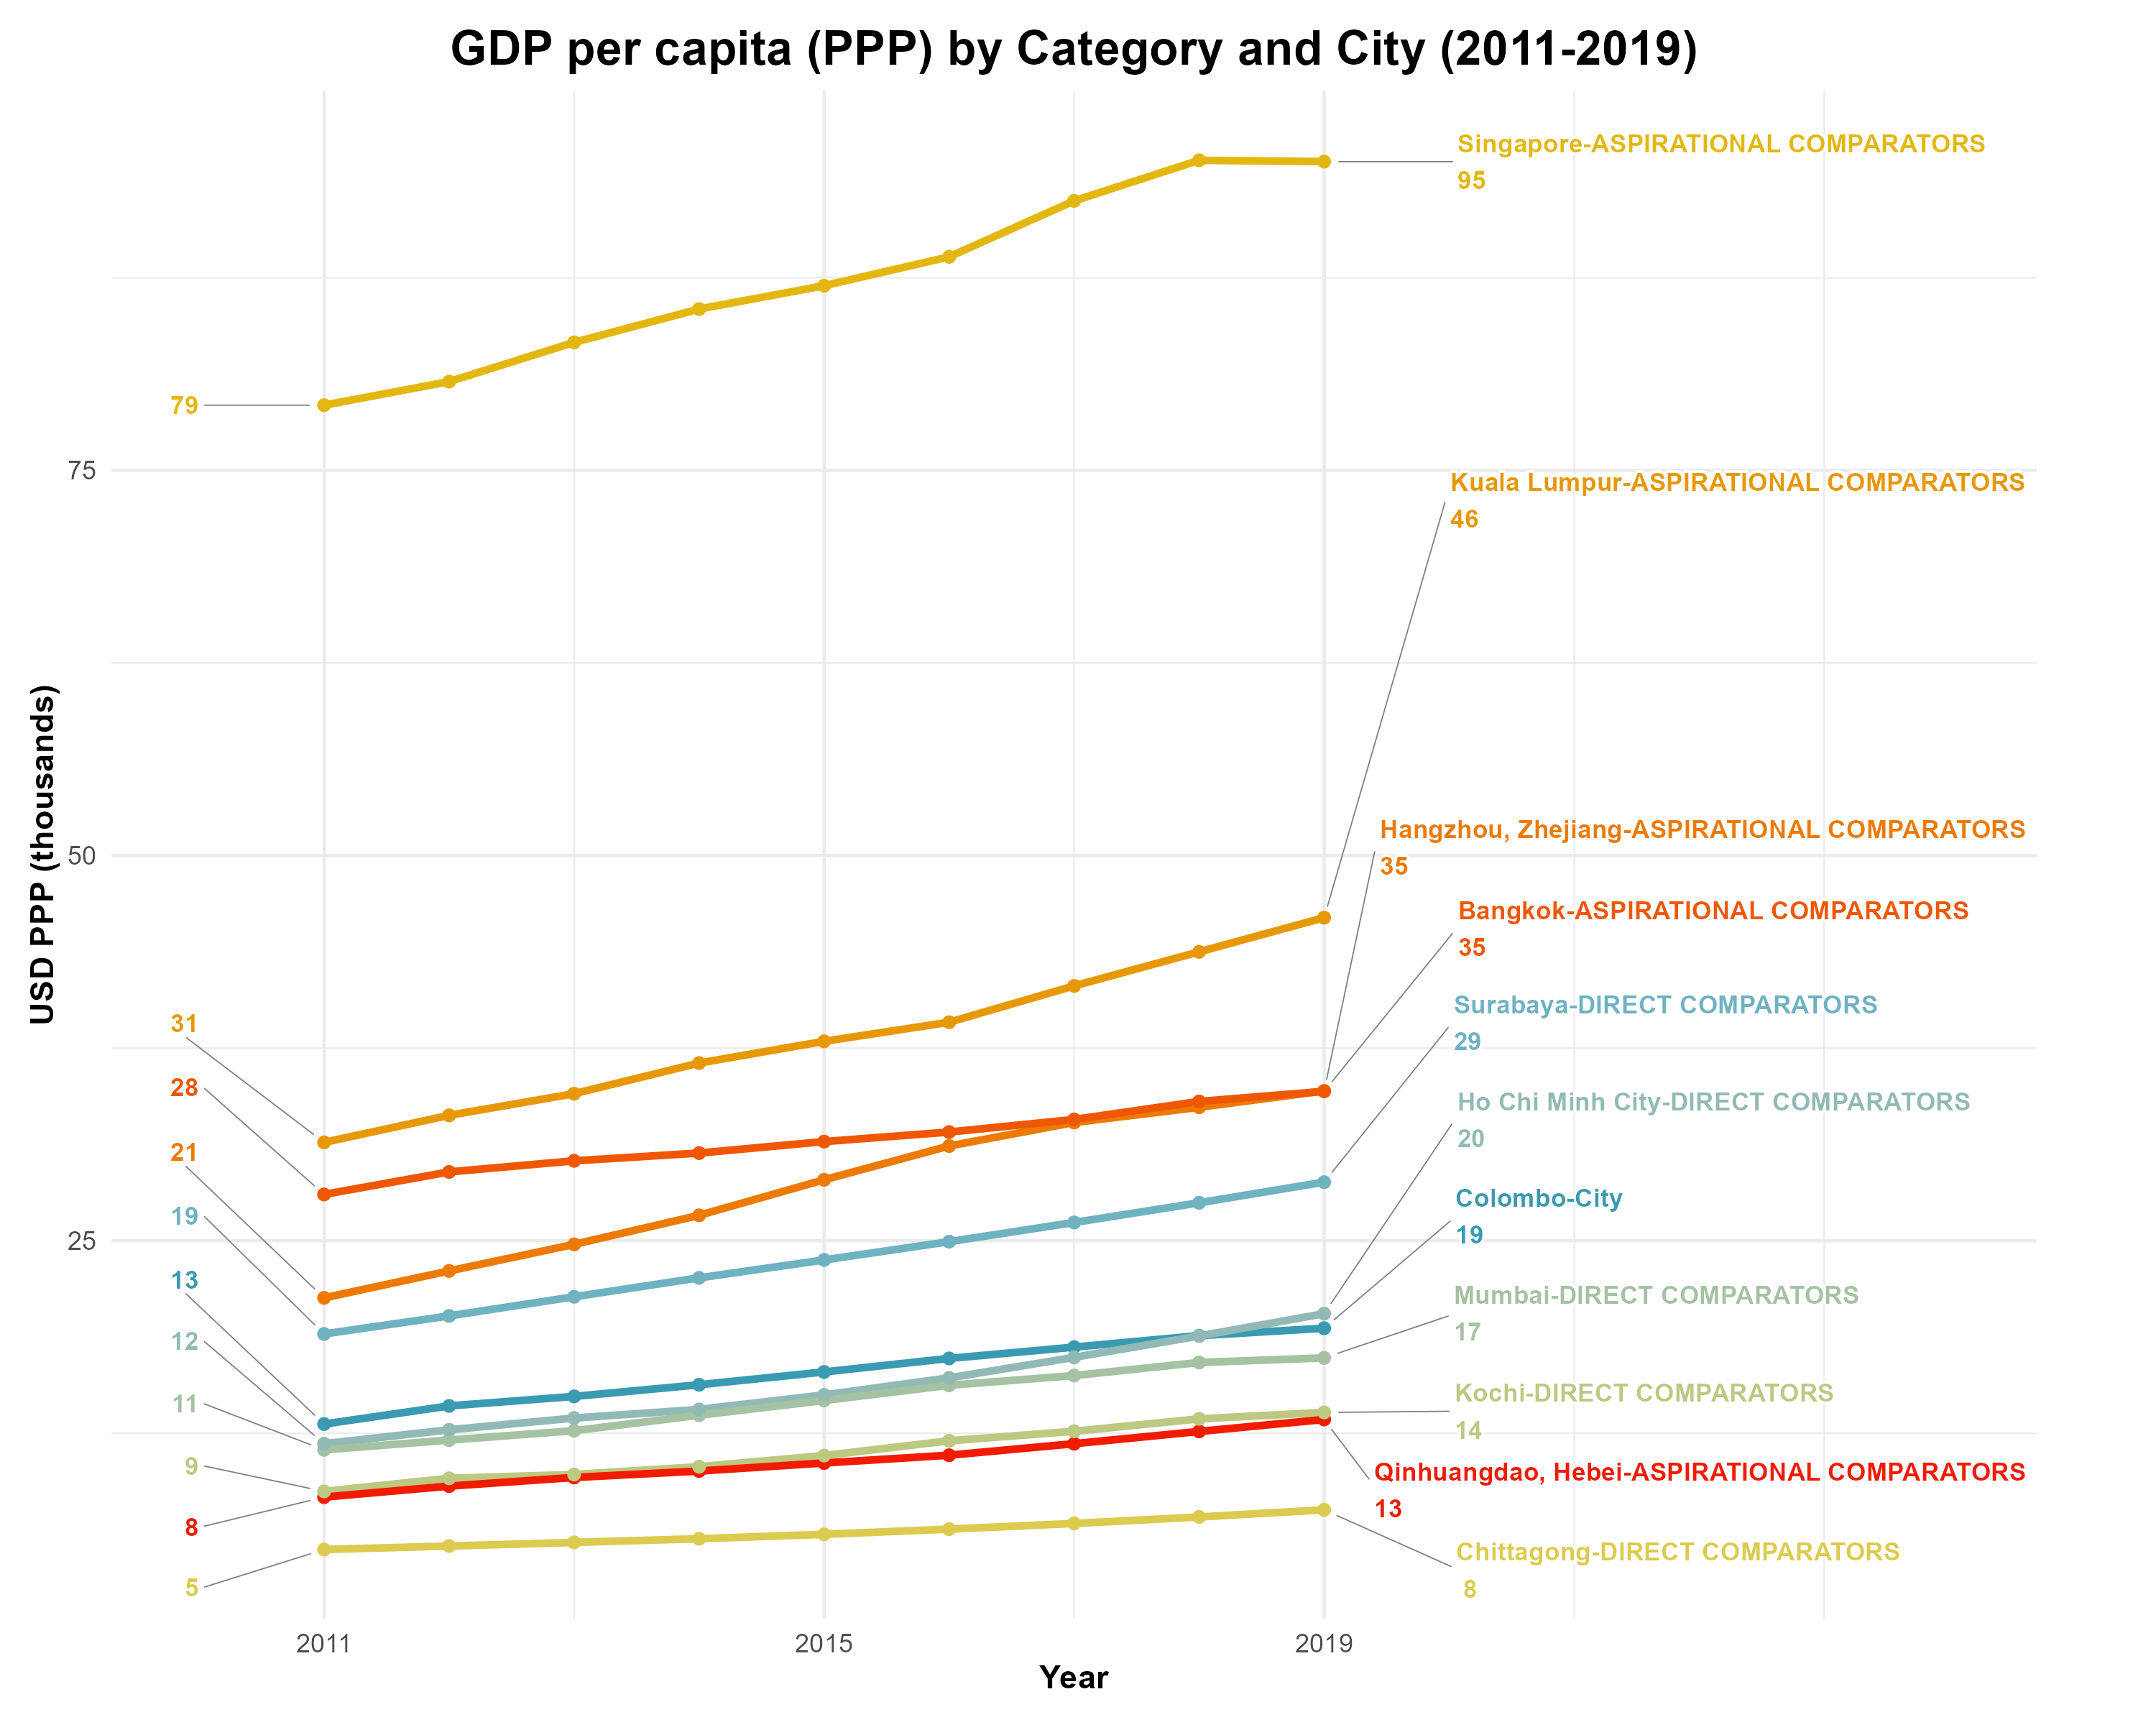 GDP per capita (PPP) by Category and City (2011-2019)
USD PPP (thousands)
75
50
25
79
31
28
21
19
13
12
11
9
8
5
Singapore-ASPIRATIONAL COMPARATORS
95
Kuala Lumpur-ASPIRATIONAL COMPARATORS
46
Hangzhou, Zhejiang-ASPIRATIONAL COMPARATORS
35
Bangkok-ASPIRATIONAL COMPARATORS
35
Surabaya-DIRECT COMPARATORS
29
Ho Chi Minh City-DIRECT COMPARATORS
20
Colombo-City
19
Mumbai-DIRECT COMPARATORS
17
Kochi-DIRECT COMPARATORS
14
Qinhuangdao, Hebei-ASPIRATIONAL COMPARATORS
13
Chittagong-DIRECT COMPARATORS
8
2011
2015
2019
Year